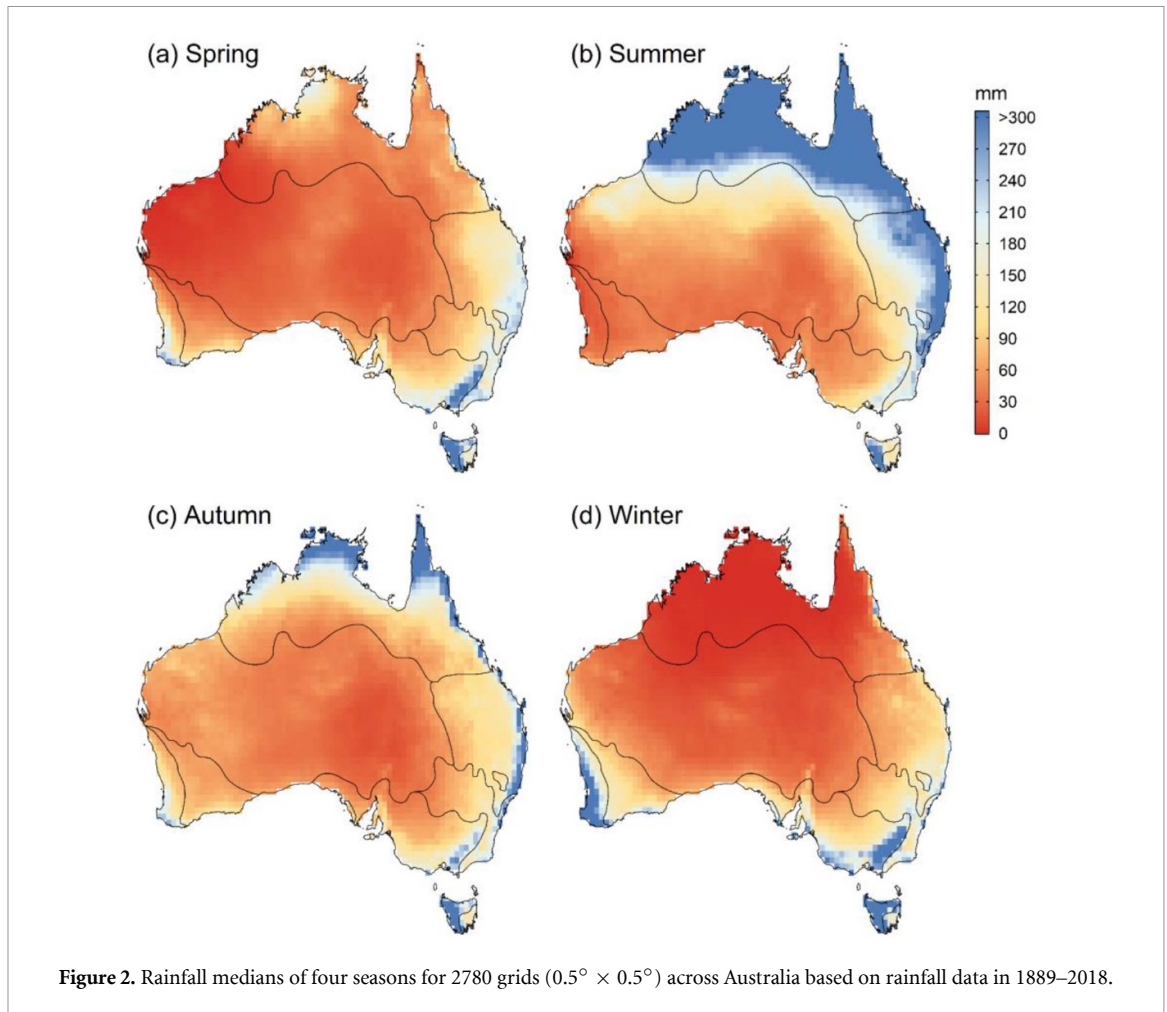 (a) Spring
(b) Summer
mm
>300
270
240
210
180
150
120
90
60
30
0
(c) Autumn
(d) Winter
Figure 2. Rainfall medians of four seasons for 2780 grids (0.5° × 0.5°) across Australia based on rainfall data in 1889–2018.